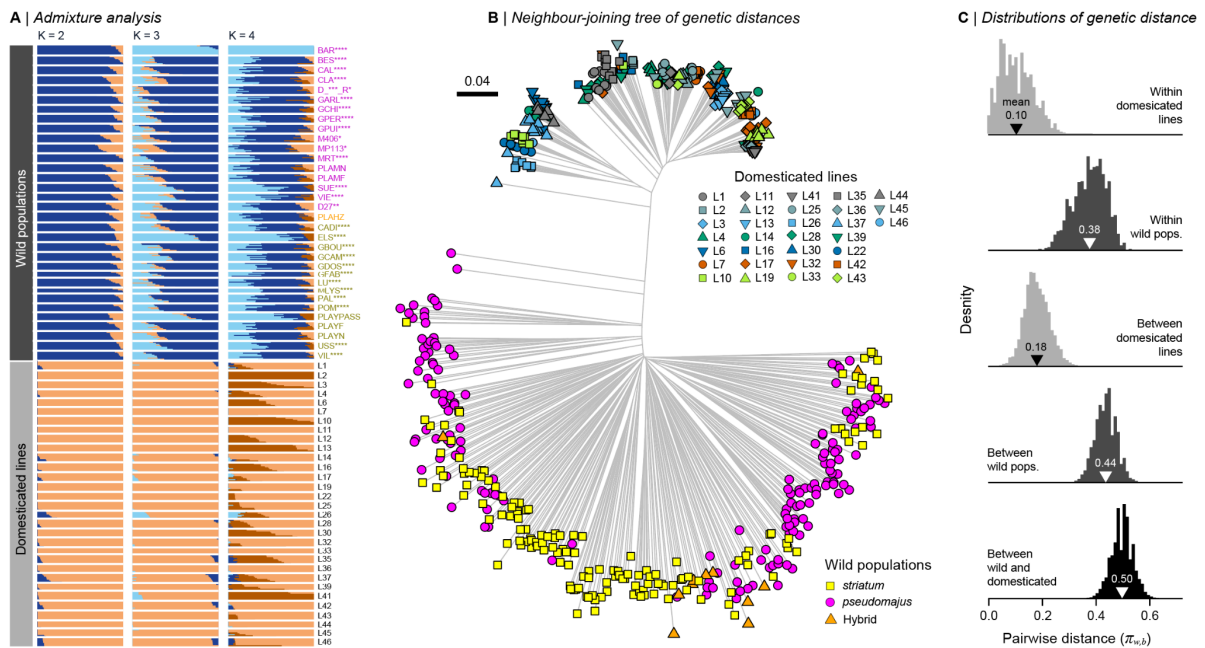 A | Admixture analysis
K = 2
K = 3
K = 4
Wild populations
Domesticated lines
BAR****
BES****
CAL****
CLA****
D_***_R*
GARL****
GCHI****
GPER****
GPUI****
M406*
MP113*
MRT****
PLAMN
PLAMF
SUE****
VIE****
D27**
PLAHZ
CADI****
ELS****
GBOU****
GCAM****
GDOS****
GFAB****
LU****
MLYS****
PAL****
POM****
PLAYPASS
PLAYF
PLAYN
USS****
VIL****
L1
L2
L3
L4
L6
L7
L10
L11
L12
L13
L14
L16
L17
L19
L22
L25
L26
L28
L30
L32
L33
L35
L36
L37
L39
L41
L42
L43
L44
L45
L46
B | Neighbour-joining tree of genetic distances
0.04
Domesticated lines
L1 L11 L41 L35 L44
L2 L12 L25 L36 L45
L3 L13 L26 L37 L46
L4 L14 L28 L39
L6 L16 L30 L22
L7 L17 L32 L42
L10 L19 L33 L43
Wild populations
striatum
pseudomajus
Hybrid
C | Distributions of genetic distance
mean
0.10
Within
domesicated
lines
0.38
Within
wild pops.
0.18
Between
domesicated
lines
0.44
Between
wild pops.
0.50
Between
wild and
domesticated
Density
0.0 0.2 0.4 0.6
Pairwise distance (πw,b)